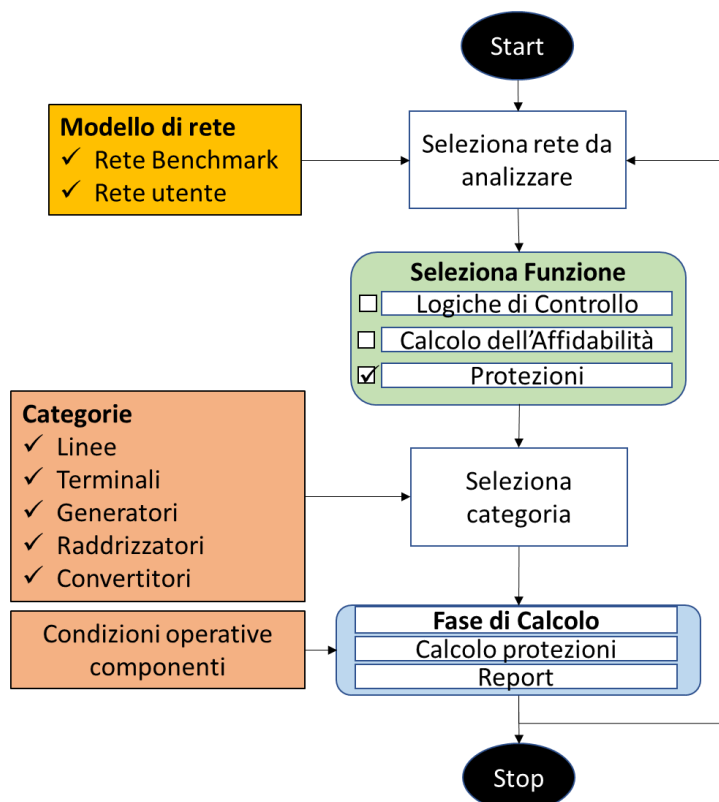 Start
Modello di rete
✓ Rete Benchmark
✓ Rete utente
Seleziona rete da
analizzare
Seleziona Funzione
Logiche di Controllo
Calcolo dell'Affidabilità
Protezioni
Categorie
✓ Linee
✓ Terminali
✓ Generatori
✓ Raddrizzatori
✓ Convertitori
Seleziona
categoria
Condizioni operative
componenti
Fase di Calcolo
Calcolo protezioni
Report
Stop